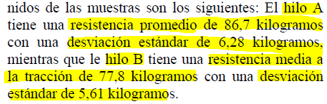 nidos de las muestras son los siguientes: El hilo A
tiene una resistencia promedio de 86,7 kilogramos
con una desviación estándar de 6,28 kilogramos,
mientras que le hilo B tiene una resistencia media a
la tracción de 77,8 kilogramos con una desviación
estándar de 5,61 kilogramos.